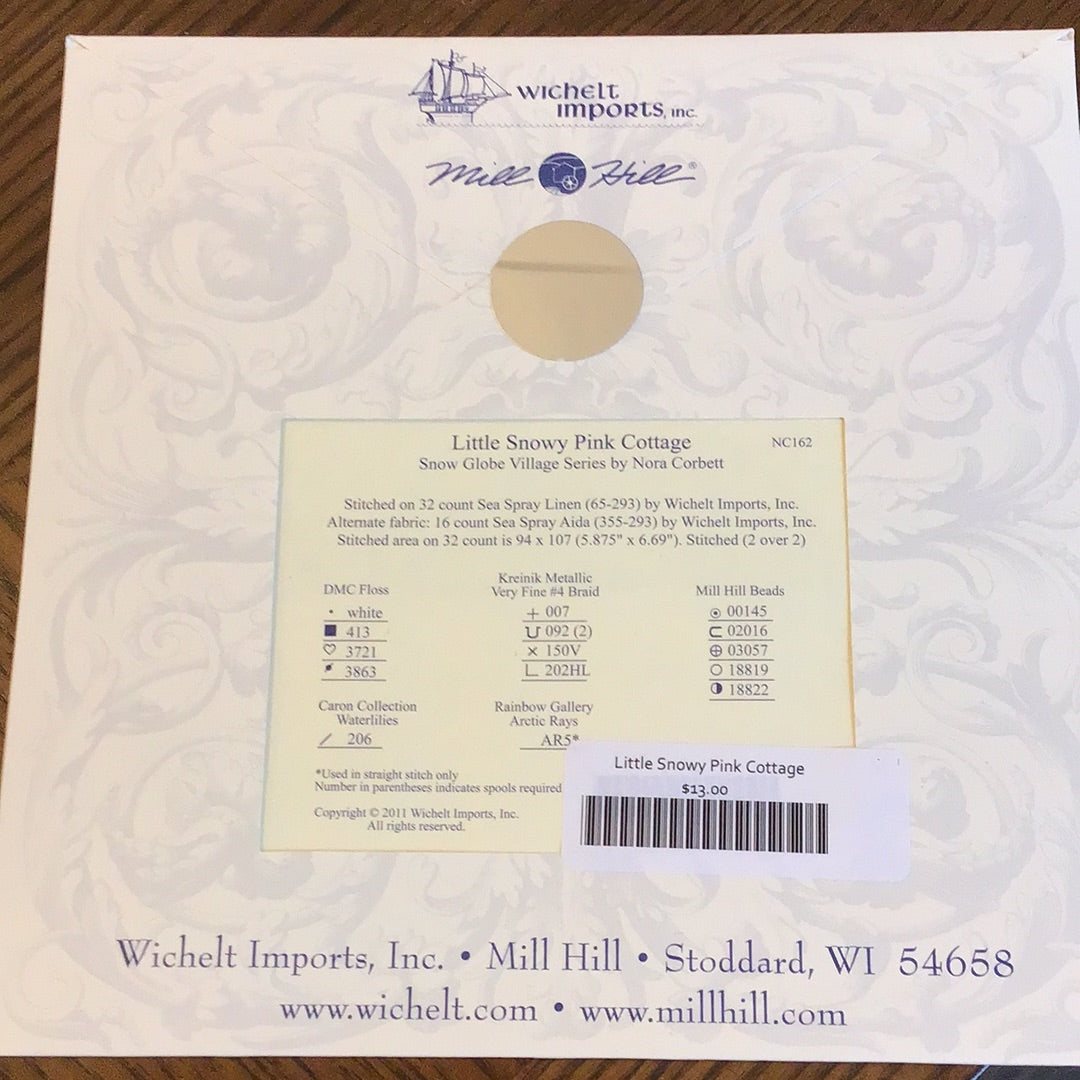 wichelt
imports, inc.
Mill Hill®
Little Snowy Pink Cottage NC162
Snow Globe Village Series by Nora Corbett
Stitched on 32 count Sea Spray Linen (65-293) by Wichelt Imports, Inc.
Alternate fabric: 16 count Sea Spray Aida (355-293) by Wichelt Imports, Inc.
Stitched area on 32 count is 94 x 107 (5.875" x 6.69"). Stitched (2 over 2)
DMC Floss
• white
■ 413
♡ 3721
3863
Kreinik Metallic
Very Fine #4 Braid
+ 007
092 (2)
× 150V
202HL
Mill Hill Beads
⊙ 00145
⊏ 02016
⊕ 03057
○ 18819
◑ 18822
Caron Collection
Waterlilies
/ 206
Rainbow Gallery
Arctic Rays
AR5*
*Used in straight stitch only
Number in parentheses indicates spools required
Copyright © 2011 Wichelt Imports, Inc.
All rights reserved.
Little Snowy Pink Cottage
$13.00
Wichelt Imports, Inc. • Mill Hill • Stoddard, WI 54658
www.wichelt.com • www.millhill.com